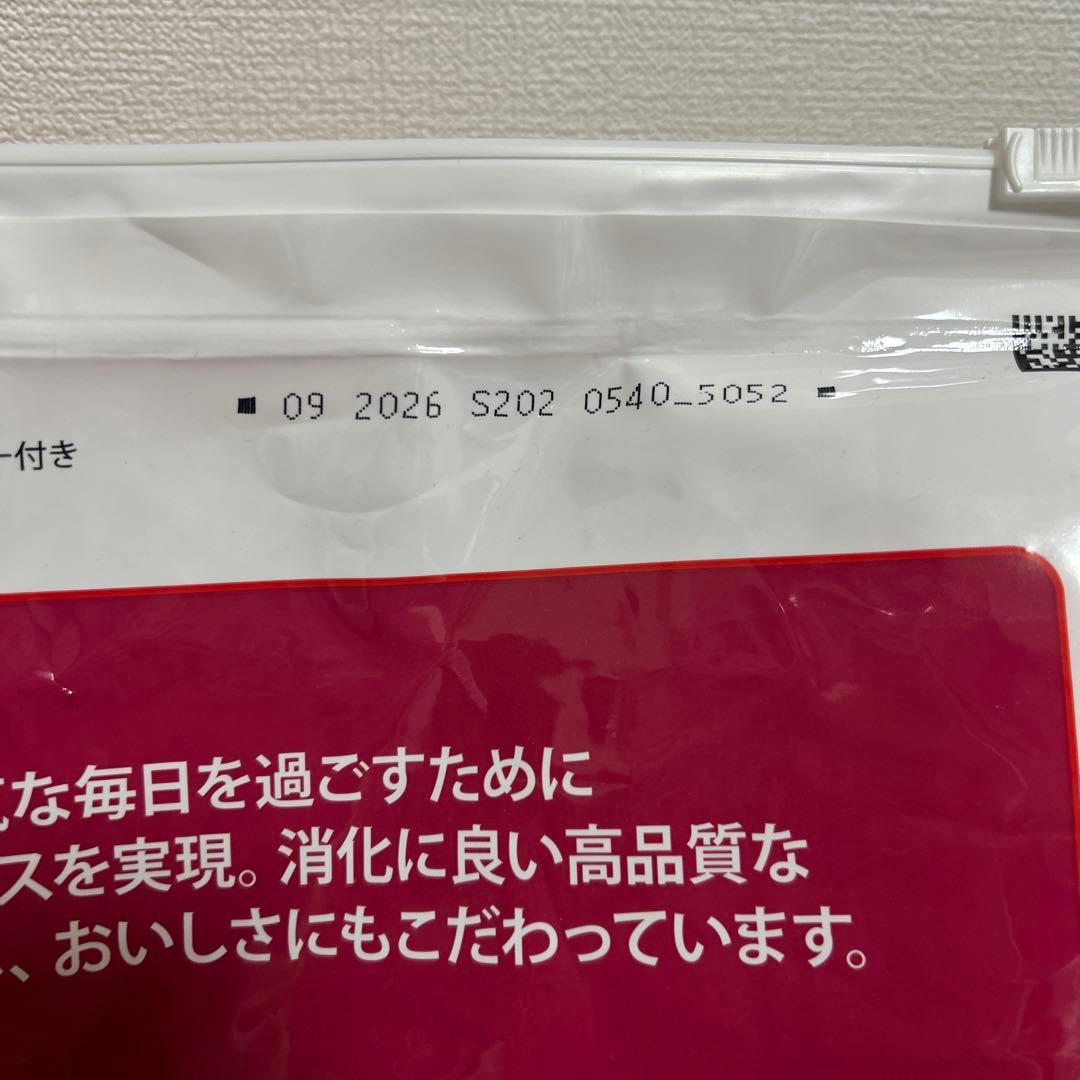 09 2026 S202 0540_5052
ー付き
な毎日を過ごすために
スを実現。消化に良い高品質な
、おいしさにもこだわっています。